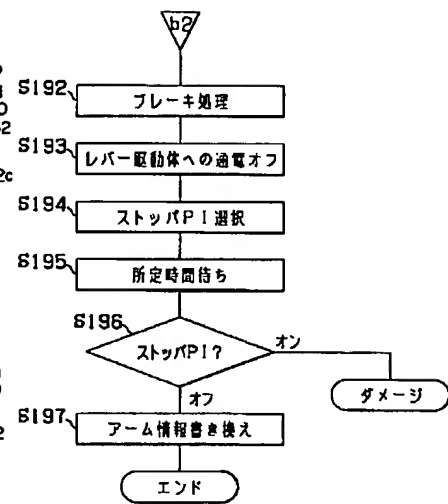 b2
S192
ブレーキ処理
S193
レバー駆動体への通電オフ
S194
ストッパPI選択
S195
所定時間待ち
S196
ストッパPI?
オン
ダメージ
オフ
S197
アーム情報書き換え
エンド